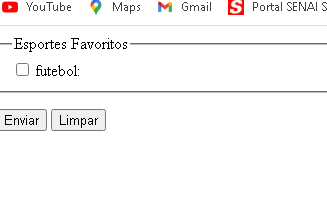 YouTube Maps Gmail Portal SENAI S
Esportes Favoritos
futebol:
Enviar Limpar